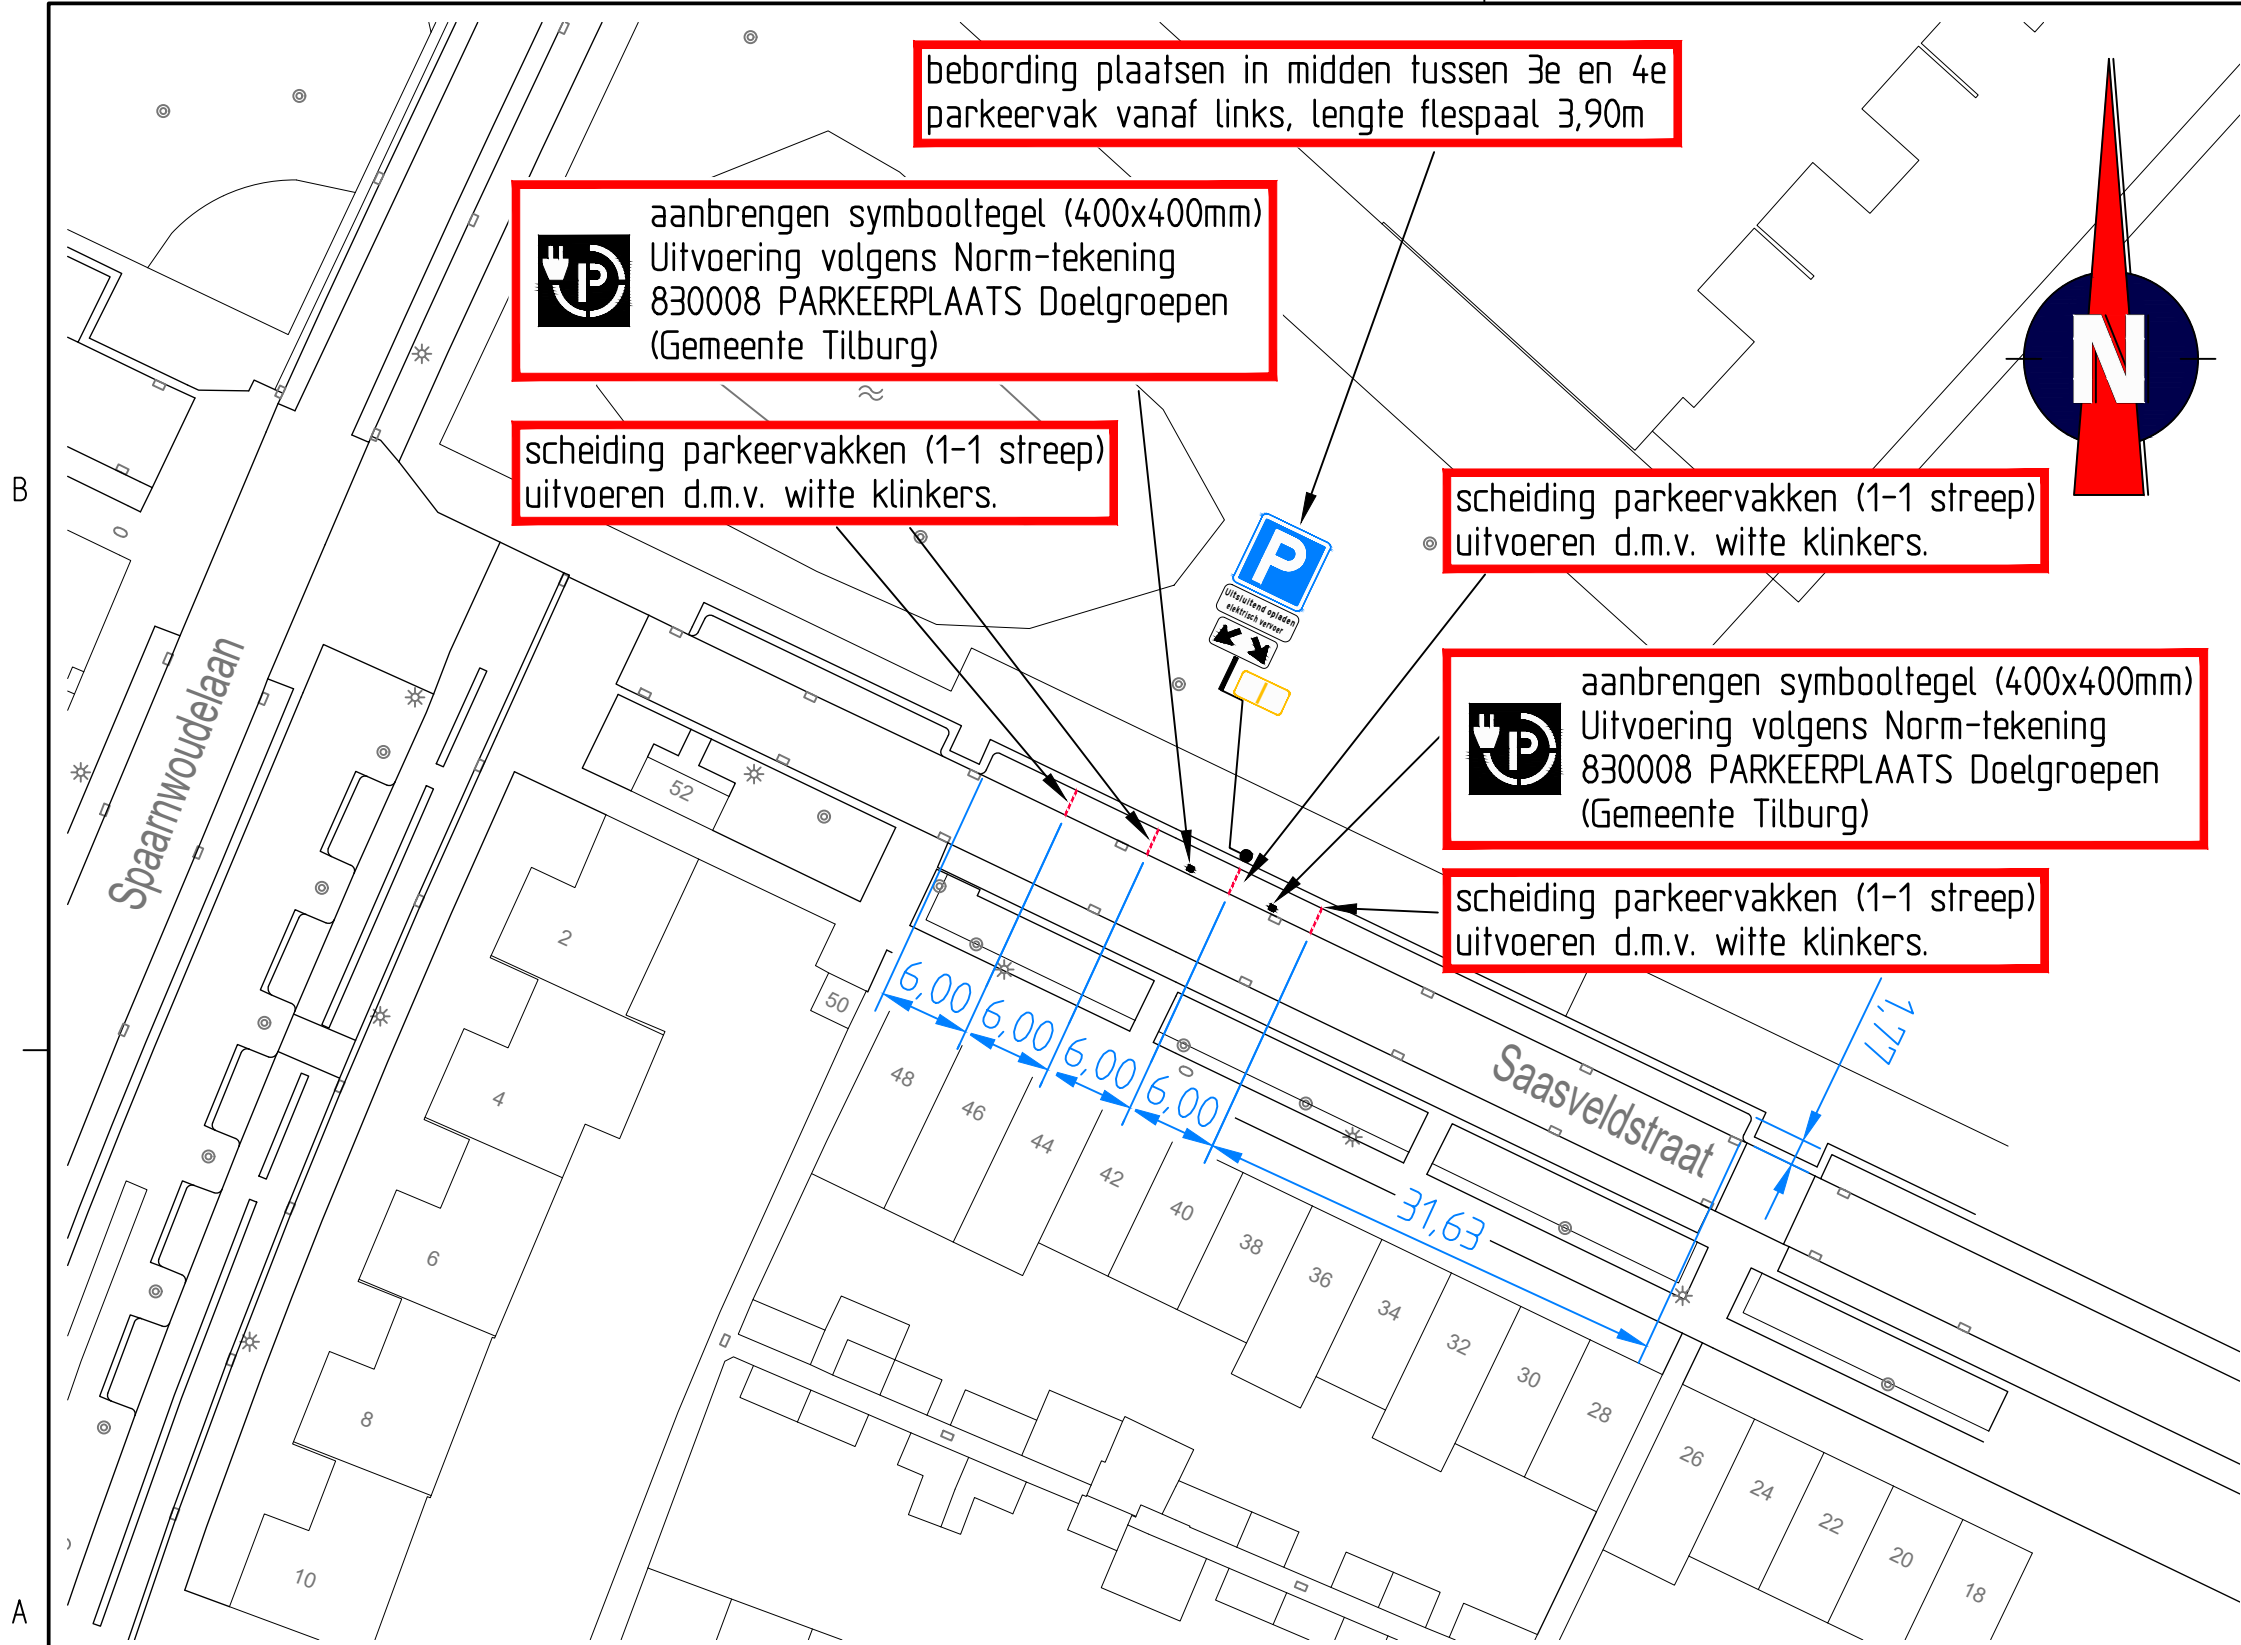 bebording plaatsen in midden tussen 3e en 4e
parkeervak vanaf links, lengte flespaal 3,90m
aanbrengen symbooltegel (400x400mm)
Uitvoering volgens Norm-tekening
830008 PARKEERPLAATS Doelgroepen
(Gemeente Tilburg)
P
N
scheiding parkeervakken (1-1 streep)
uitvoeren d.m.v. witte klinkers.
scheiding parkeervakken (1-1 streep)
uitvoeren d.m.v. witte klinkers.
B
P
Uitsluitend opladen
elektrisch vervoer
aanbrengen symbooltegel (400x400mm)
Uitvoering volgens Norm-tekening
830008 PARKEERPLAATS Doelgroepen
(Gemeente Tilburg)
P
scheiding parkeervakken (1-1 streep)
uitvoeren d.m.v. witte klinkers.
Spaarnwoudelaan
Saasveldstraat
6,00
6,00
6,00
6,00
31,63
1,77
52
50
48
46
44
42
40
38
36
34
32
30
28
26
24
22
20
18
2
4
6
8
10
A